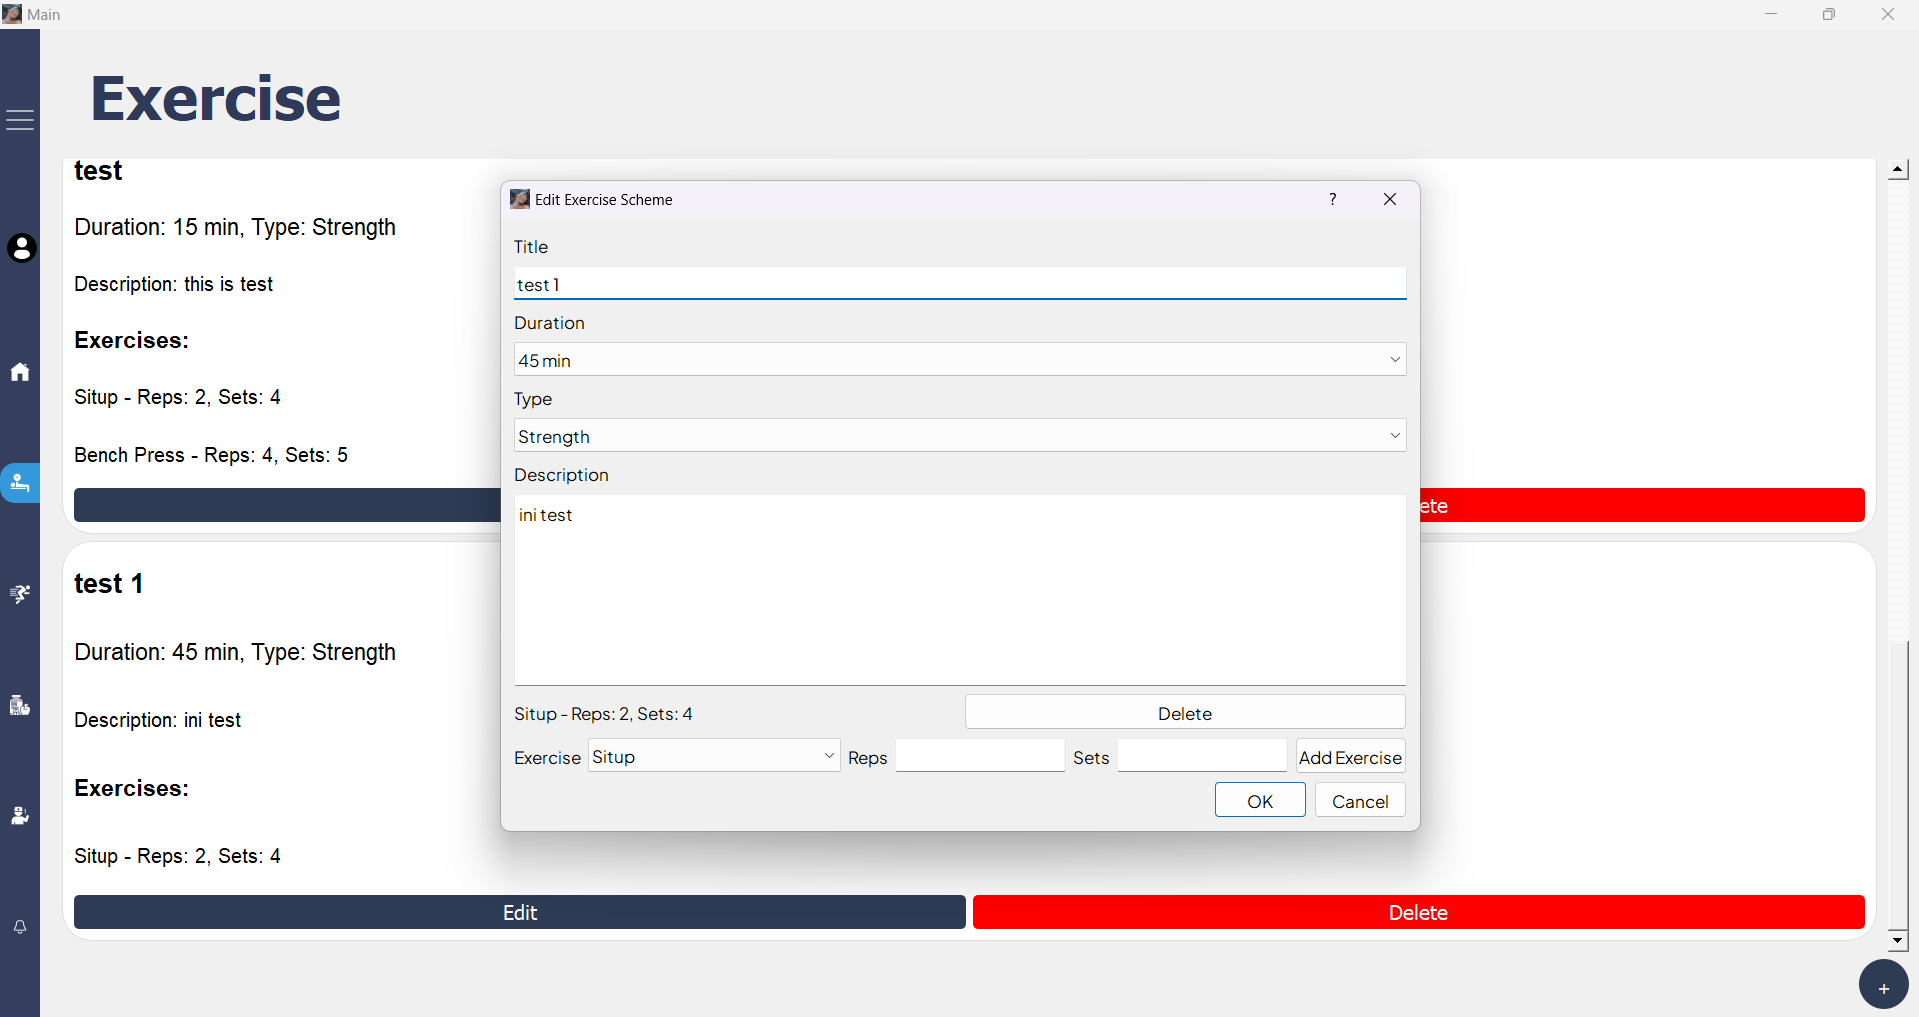 Main
Exercise
test
Duration: 15 min, Type: Strength
Description: this is test
Exercises:
Situp - Reps: 2, Sets: 4
Bench Press - Reps: 4, Sets: 5
ete
test 1
Duration: 45 min, Type: Strength
Description: ini test
Exercises:
Situp - Reps: 2, Sets: 4
Edit
Delete
+
Edit Exercise Scheme
?
Title
test 1
Duration
45 min
Type
Strength
Description
ini test
Situp - Reps: 2, Sets: 4
Delete
Exercise Situp Reps Sets Add Exercise
OK Cancel